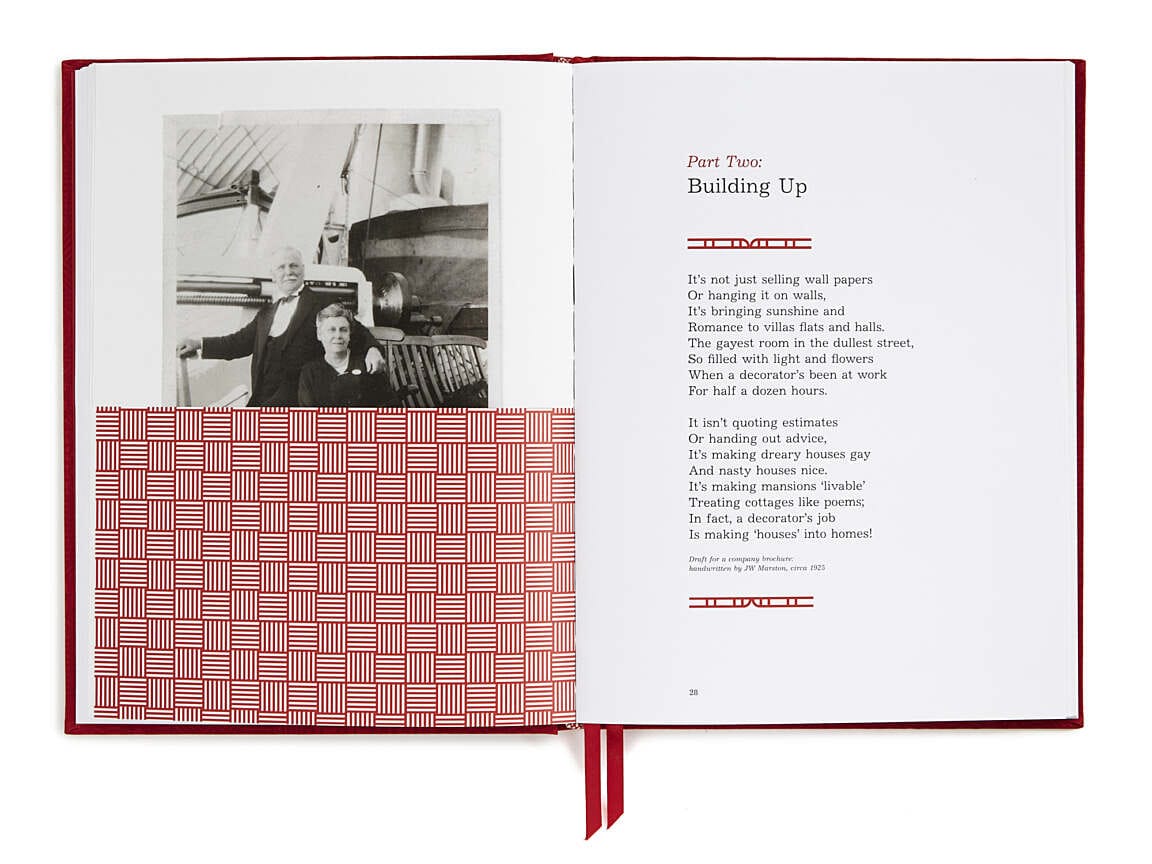 Part Two:
Building Up
It's not just selling wall papers
Or hanging it on walls,
It's bringing sunshine and
Romance to villas flats and halls.
The gayest room in the dullest street,
So filled with light and flowers
When a decorator's been at work
For half a dozen hours.
It isn't quoting estimates
Or handing out advice,
It's making dreary houses gay
And nasty houses nice.
It's making mansions ‘livable’
Treating cottages like poems;
In fact, a decorator's job
Is making ‘houses’ into homes!
Draft for a company brochure:
handwritten by JW Marston, circa 1925
28